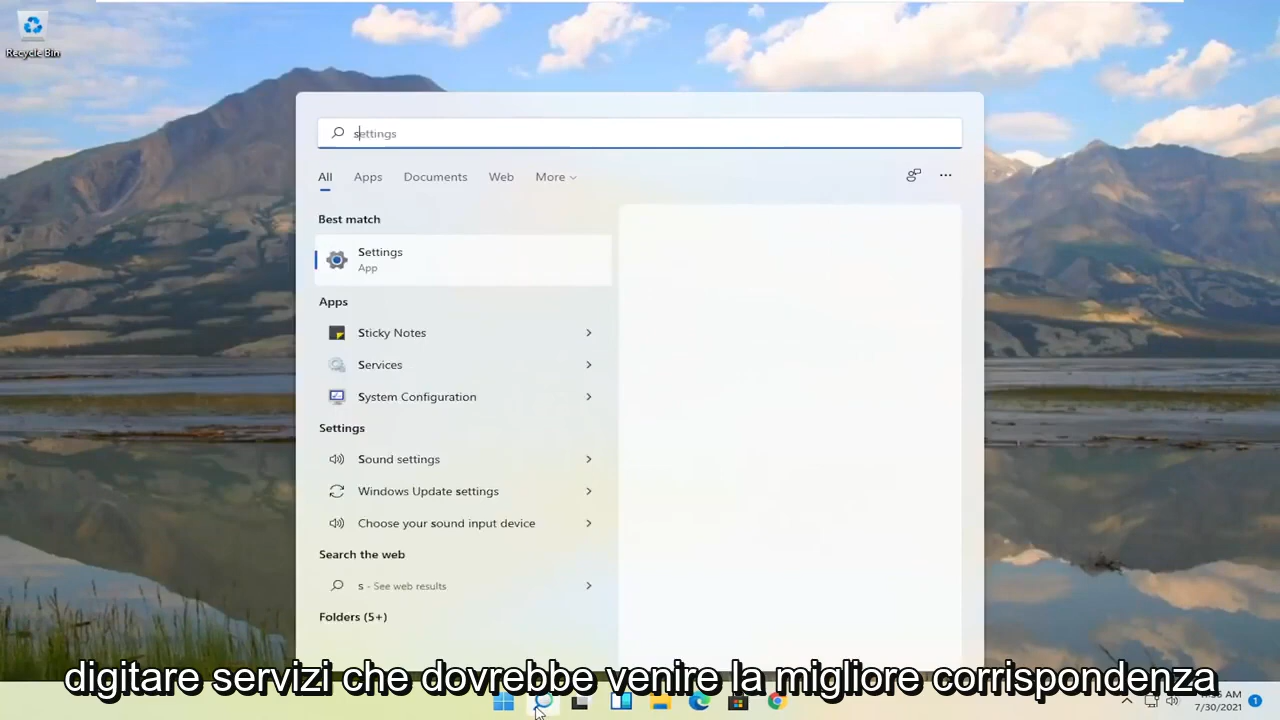 Recycle Bin
settings
All Apps Documents Web More
Best match
Settings
App
Apps
Sticky Notes
Services
System Configuration
Settings
Sound settings
Windows Update settings
Choose your sound input device
Search the web
s - See web results
Folders (5+)
digitare servizi che dovrebbe venire la migliore corrispondenza
AM
7/30/2021
1